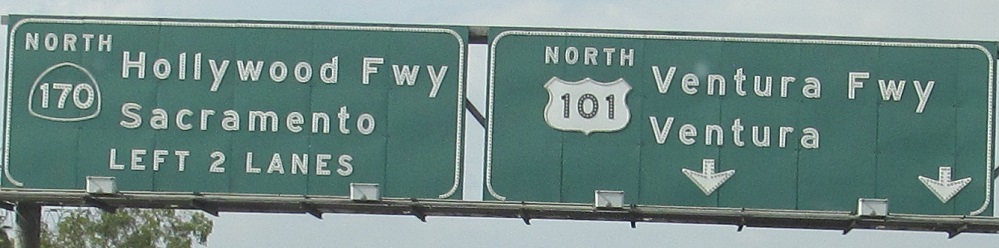 NORTH
170 Hollywood Fwy
Sacramento
LEFT 2 LANES
NORTH
101 Ventura Fwy
Ventura